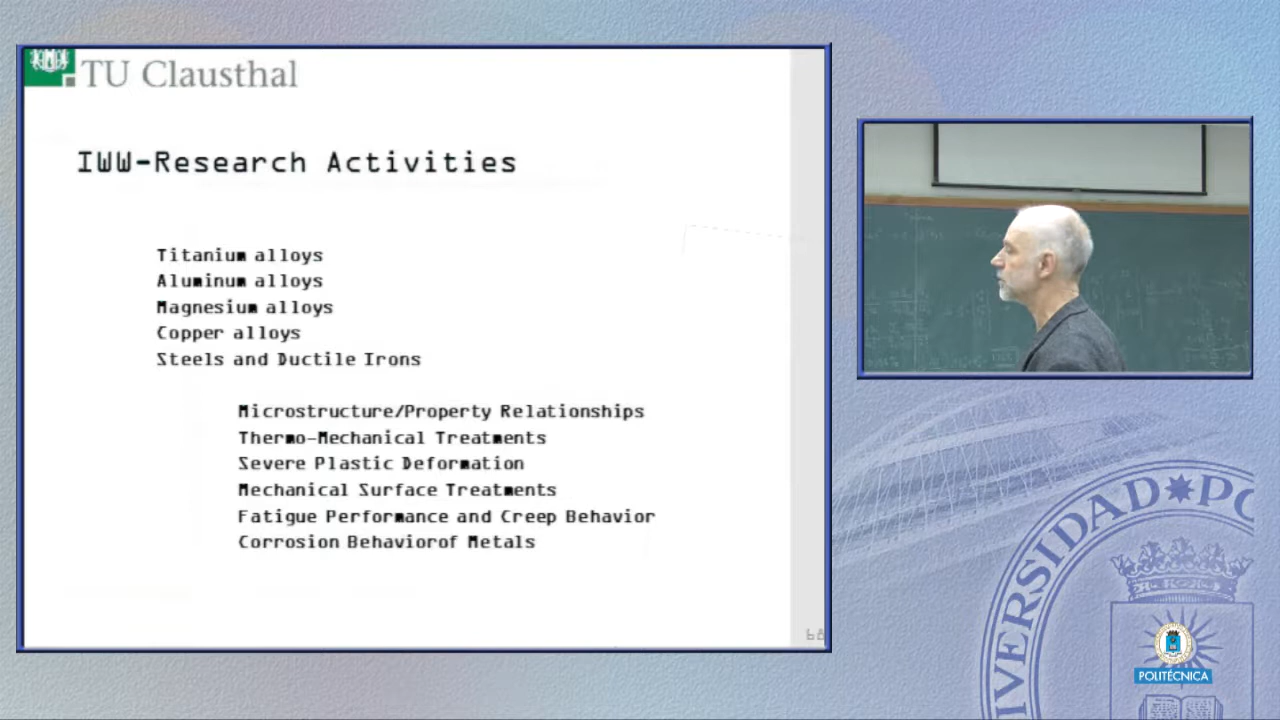 TU Clausthal
IWW-Research Activities
Titanium alloys
Aluminum alloys
Magnesium alloys
Copper alloys
Steels and Ductile Irons
Microstructure/Property Relationships
Thermo-Mechanical Treatments
Severe Plastic Deformation
Mechanical Surface Treatments
Fatigue Performance and Creep Behavior
Corrosion Behaviorof Metals
68
VERSIDAD
POLITÉCNICA